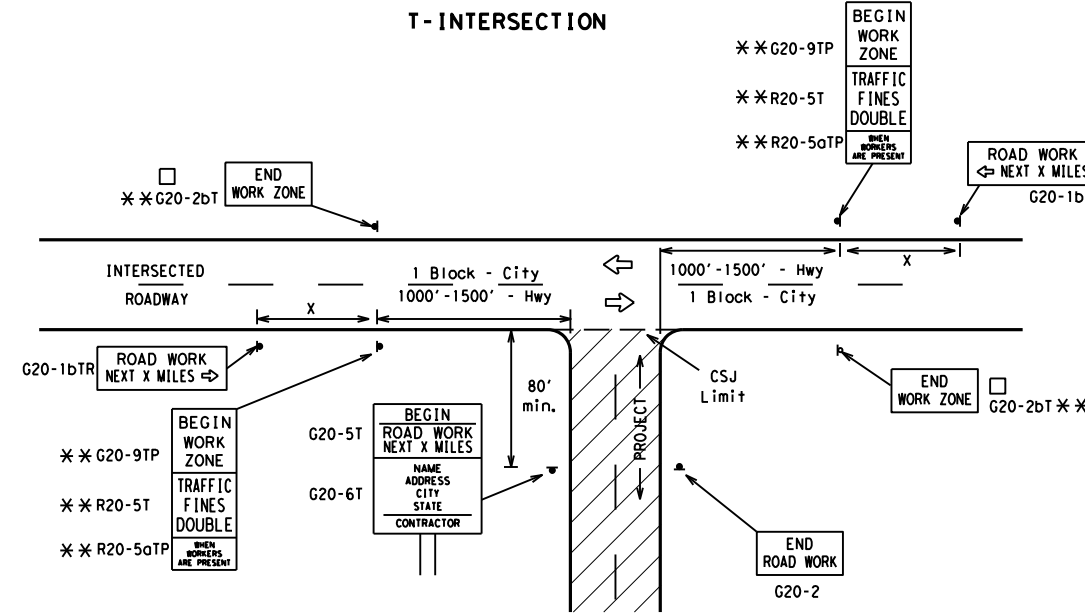 T-INTERSECTION
BEGIN
WORK
ZONE
**G20-9TP
TRAFFIC
FINES
DOUBLE
**R20-5T
WHEN
WORKERS
ARE PRESENT
**R20-5aTP
ROAD WORK
⇦ NEXT X MILES
G20-1b
END
WORK ZONE
□
**G20-2bT
INTERSECTED
ROADWAY
1 Block - City
1000'-1500' - Hwy
1000'-1500' - Hwy
1 Block - City
X
X
G20-1bTR
ROAD WORK
NEXT X MILES ⇨
80'
min.
CSJ
Limit
PROJECT
END
WORK ZONE
□
G20-2bT **
BEGIN
WORK
ZONE
**G20-9TP
TRAFFIC
FINES
DOUBLE
**R20-5T
WHEN
WORKERS
ARE PRESENT
**R20-5aTP
G20-5T
BEGIN
ROAD WORK
NEXT X MILES
G20-6T
NAME
ADDRESS
CITY
STATE
CONTRACTOR
END
ROAD WORK
G20-2